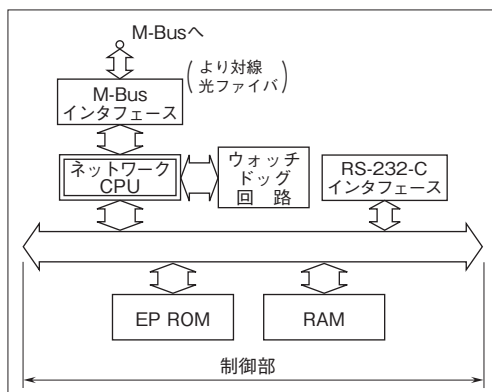 M-Busへ
(より対線
光ファイバ)
M-Bus
インタフェース
ネットワーク
CPU
ウォッチ
ドッグ
回 路
RS-232-C
インタフェース
EP ROM
RAM
制御部